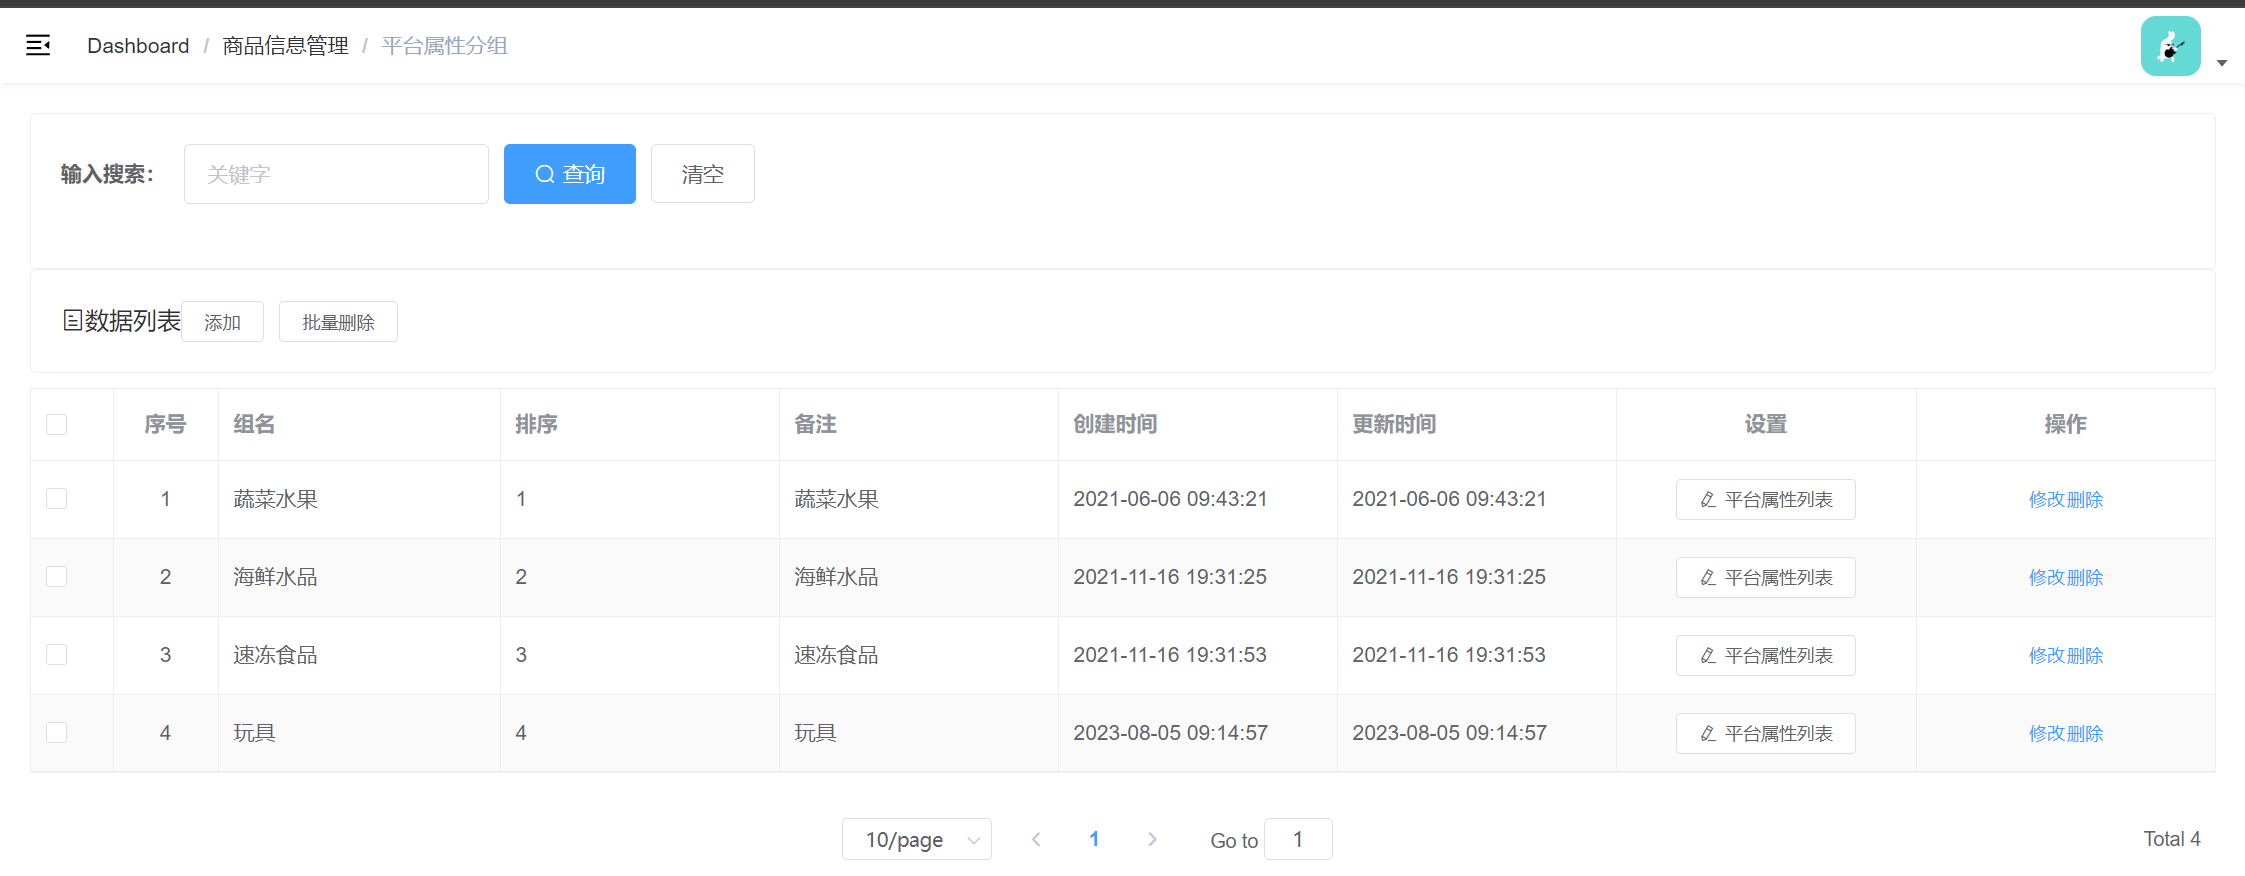 Dashboard / 商品信息管理 / 平台属性分组
输入搜索： 关键字 查询 清空
数据列表 添加 批量删除
序号 组名 排序 备注 创建时间 更新时间 设置 操作
1 蔬菜水果 1 蔬菜水果 2021-06-06 09:43:21 2021-06-06 09:43:21 平台属性列表 修改 删除
2 海鲜水品 2 海鲜水品 2021-11-16 19:31:25 2021-11-16 19:31:25 平台属性列表 修改 删除
3 速冻食品 3 速冻食品 2021-11-16 19:31:53 2021-11-16 19:31:53 平台属性列表 修改 删除
4 玩具 4 玩具 2023-08-05 09:14:57 2023-08-05 09:14:57 平台属性列表 修改 删除
10/page 1 Go to 1 Total 4